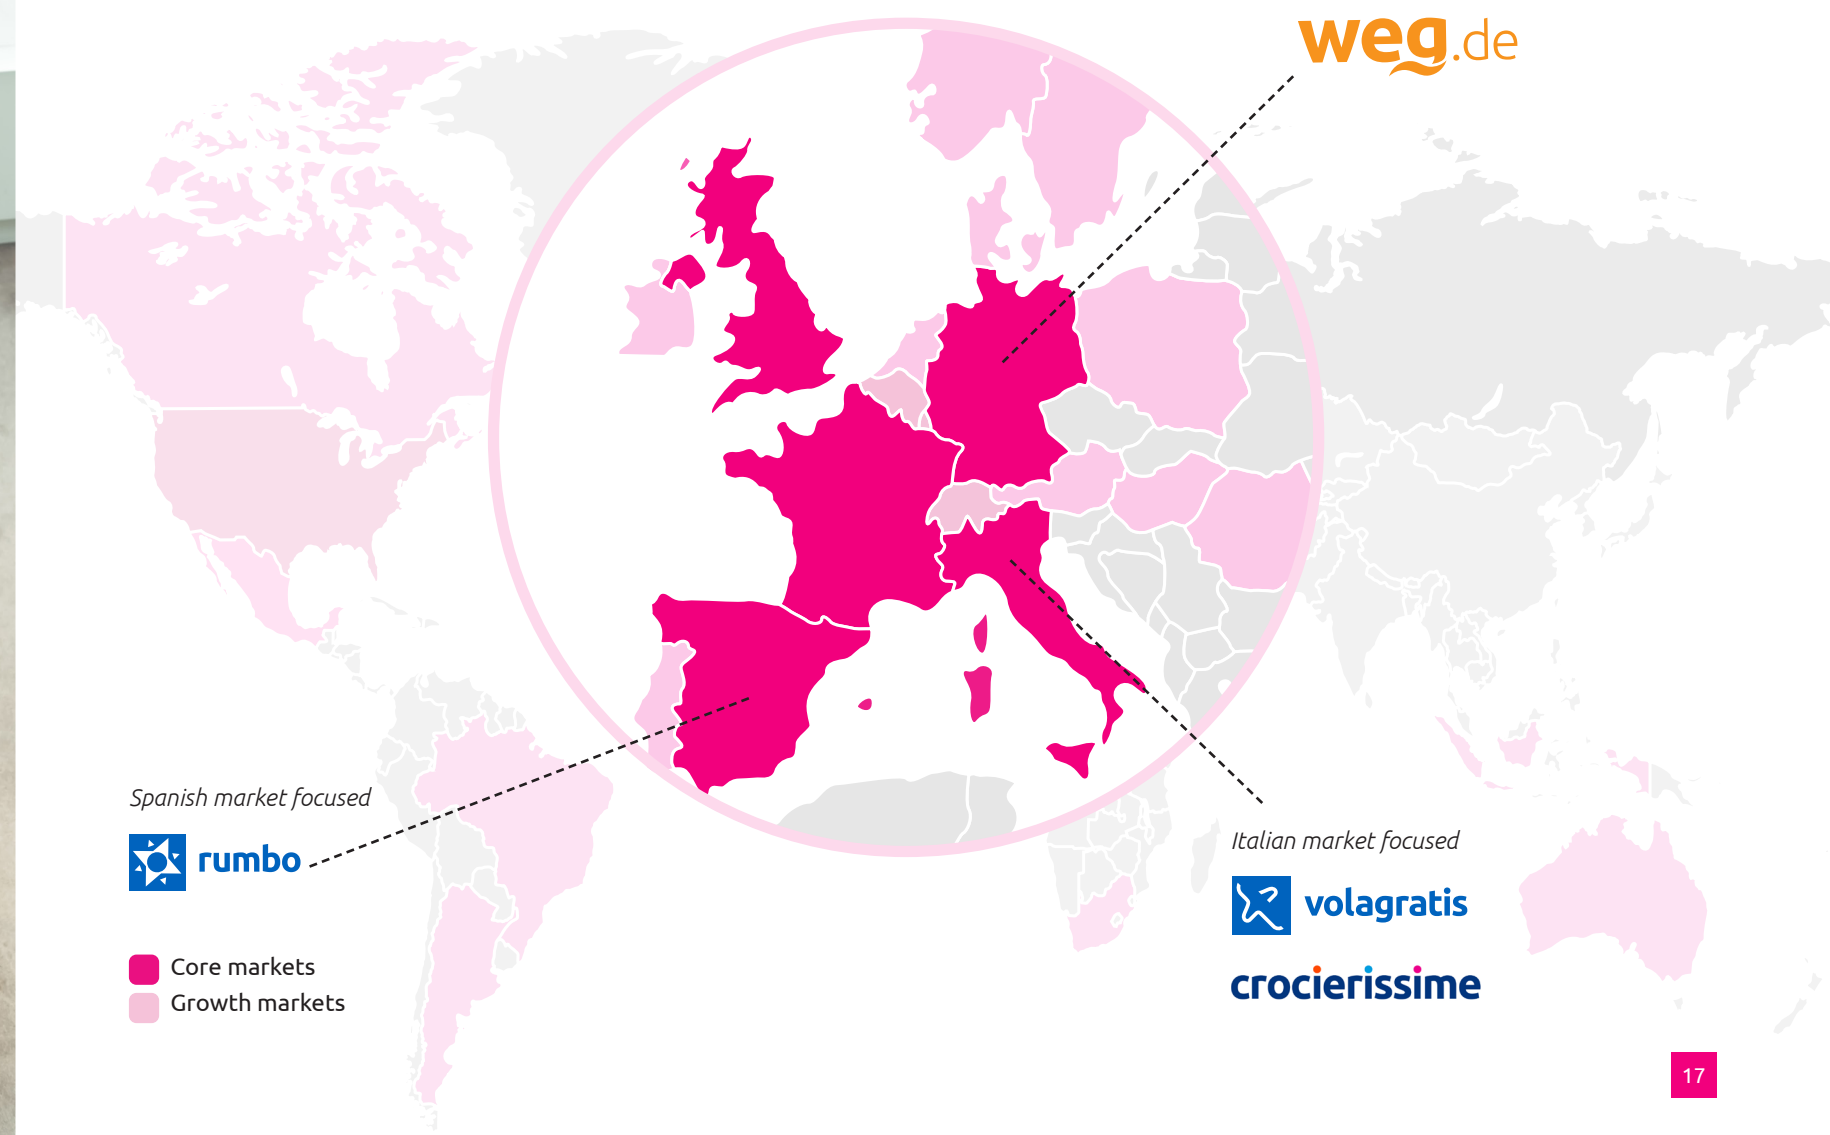 weg.de
Spanish market focused
rumbo
Core markets
Growth markets
Italian market focused
volagratis
crocierissime
17